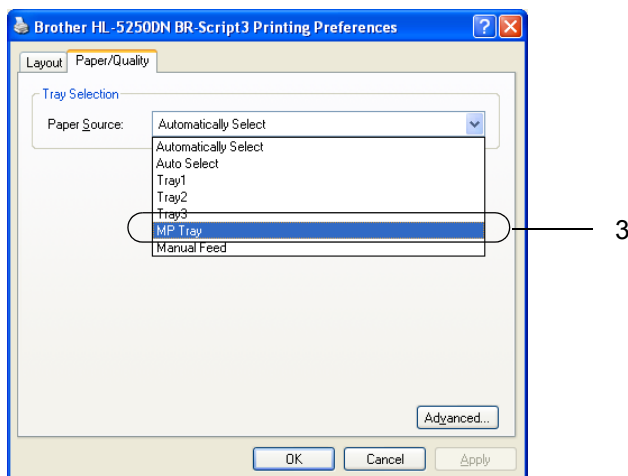 Brother HL-5250DN BR-Script3 Printing Preferences
Layout Paper/Quality
Tray Selection
Paper Source: Automatically Select
Automatically Select
Auto Select
Tray1
Tray2
Tray3
MP Tray
3
Manual Feed
Advanced...
OK Cancel Apply